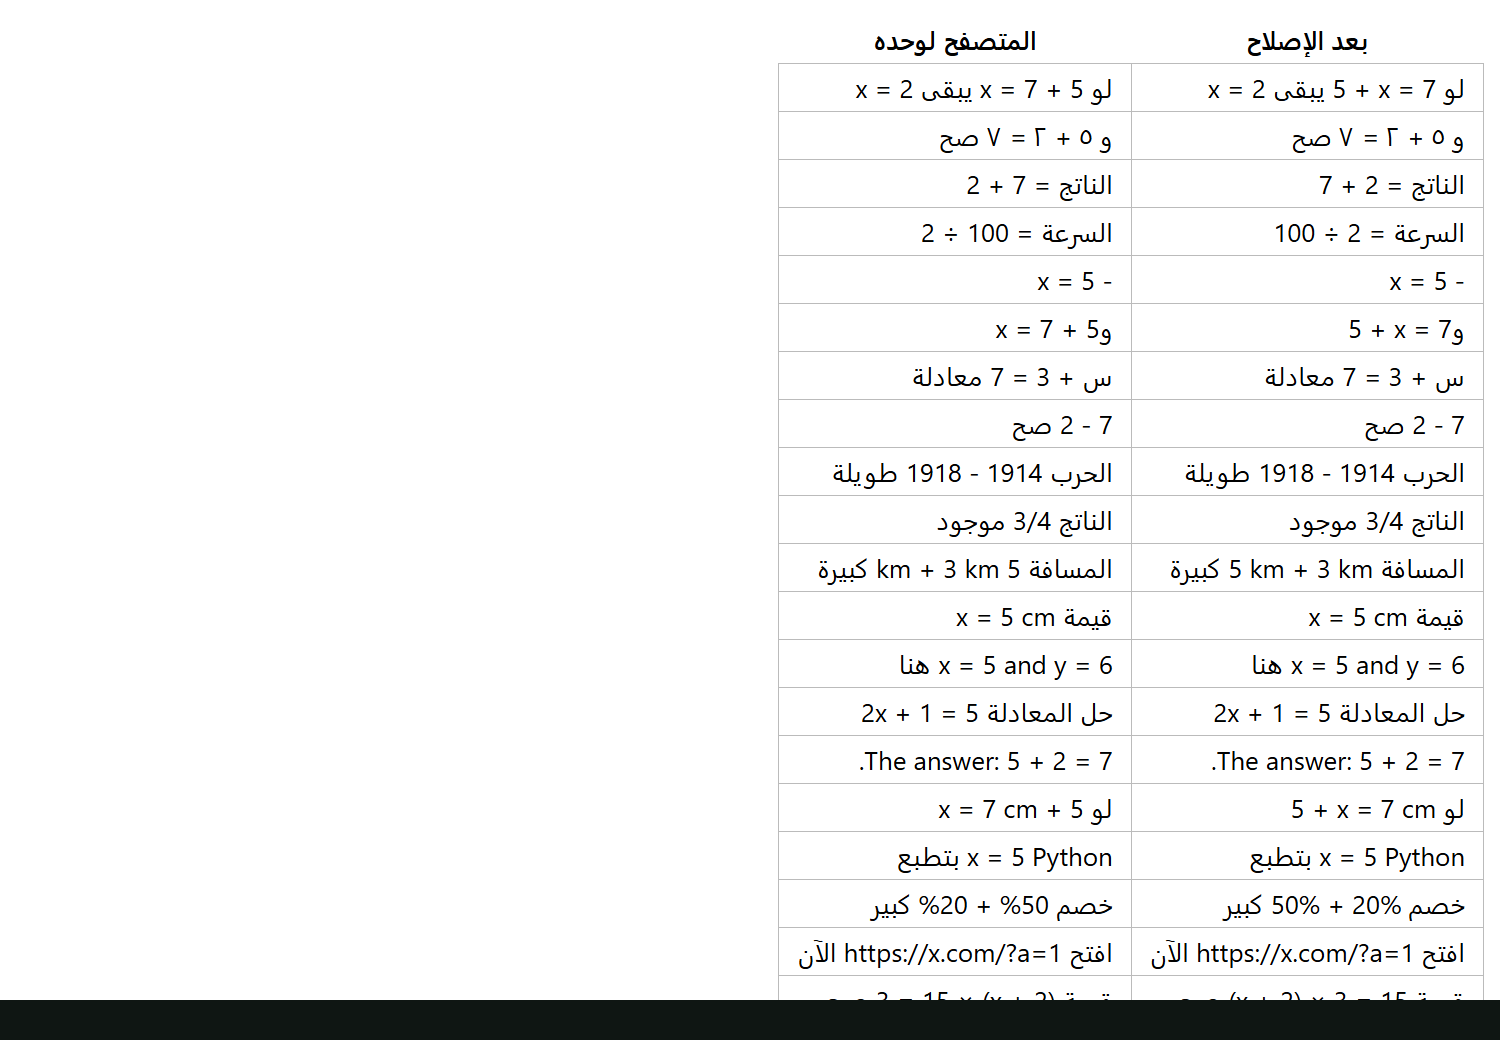 بعد الإصلاح المتصفح لوحده
لو 5 + x = 7 يبقى x = 2 لو 5 + x = 7 يبقى x = 2
و ٥ + ٢ = ٧ صح و ٥ + ٢ = ٧ صح
الناتج = 7 + 2 الناتج = 7 + 2
السرعة = 100 ÷ 2 السرعة = 100 ÷ 2
- x = 5 - x = 5
و5 + x = 7 و5 + x = 7
س + 3 = 7 معادلة س + 3 = 7 معادلة
7 - 2 صح 7 - 2 صح
الحرب 1914 - 1918 طويلة الحرب 1914 - 1918 طويلة
الناتج 3/4 موجود الناتج 3/4 موجود
المسافة 5 km + 3 km كبيرة المسافة 5 km + 3 km كبيرة
قيمة x = 5 cm قيمة x = 5 cm
x = 5 and y = 6 هنا x = 5 and y = 6 هنا
حل المعادلة 2x + 1 = 5 حل المعادلة 2x + 1 = 5
The answer: 5 + 2 = 7. The answer: 5 + 2 = 7.
لو 5 + x = 7 cm لو 5 + x = 7 cm
x = 5 Python بتطبع x = 5 Python بتطبع
خصم 50% + 20% كبير خصم 50% + 20% كبير
افتح https://x.com/?a=1 الآن افتح https://x.com/?a=1 الآن